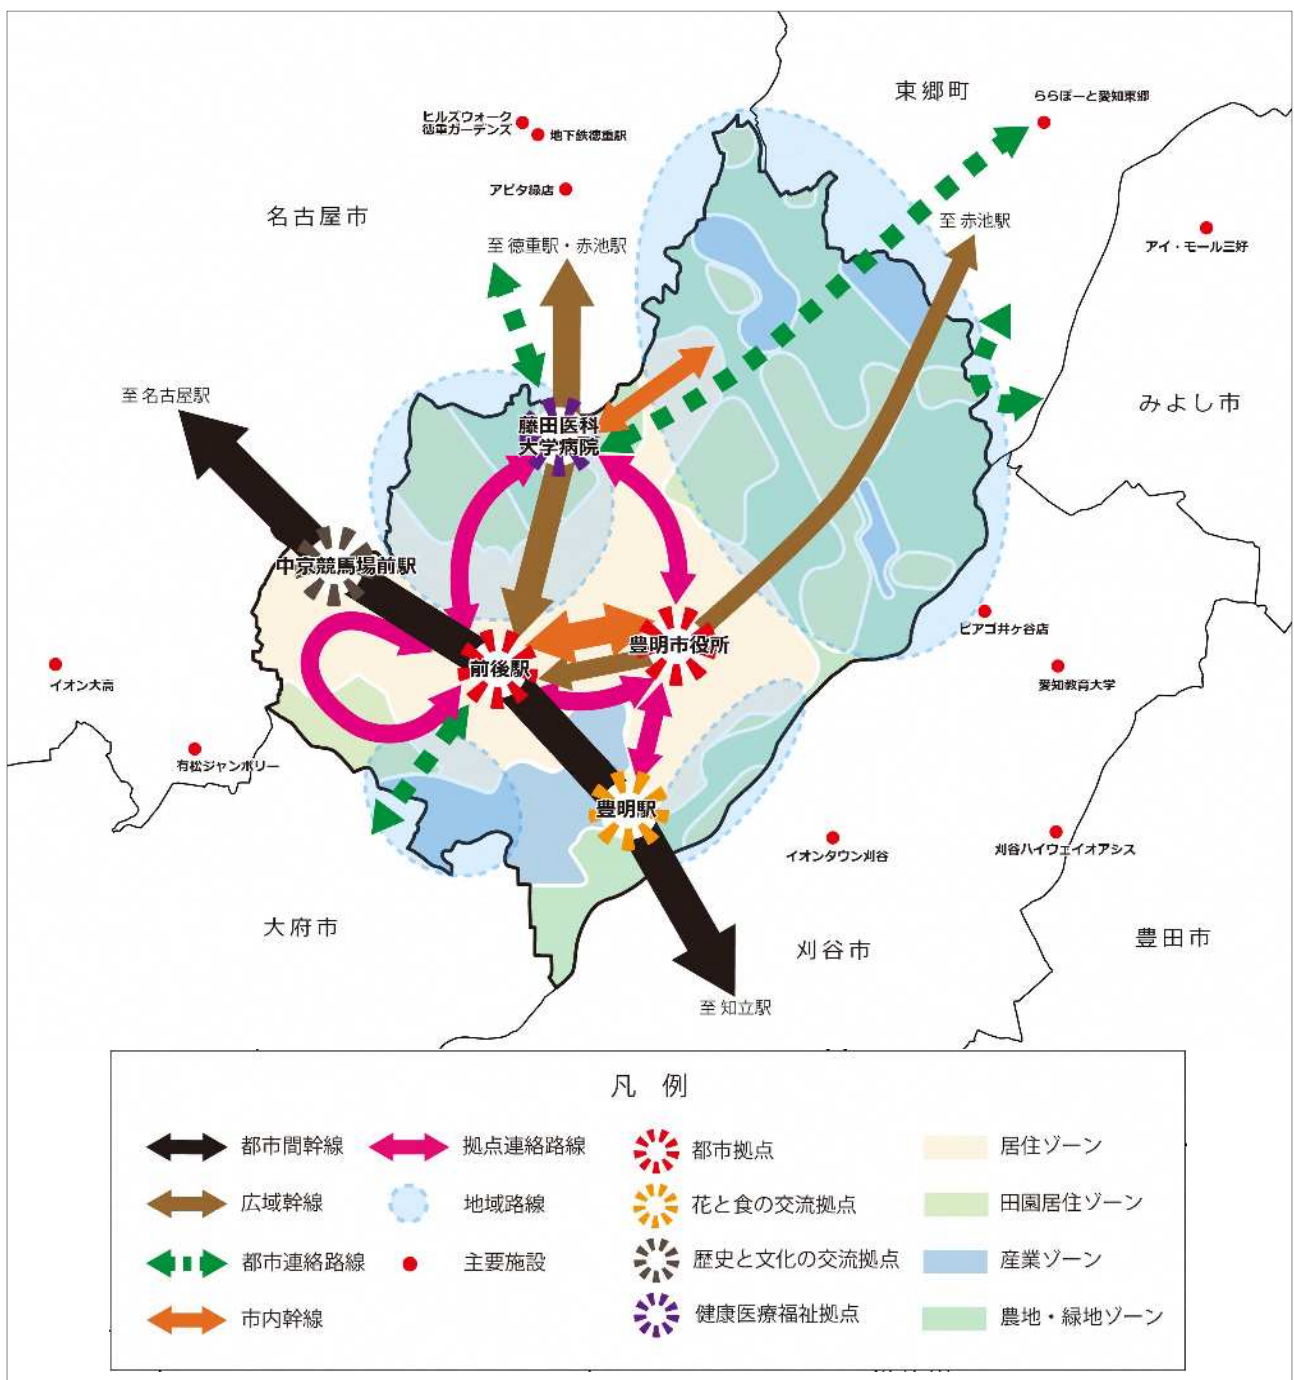 東郷町
ららぽーと愛知東郷
ヒルズウォーク
徳重ガーデンズ
地下鉄徳重駅
アピタ緑店
名古屋市
至 徳重駅・赤池駅
至 赤池駅
アイ・モール三好
至 名古屋駅
みよし市
藤田医科
大学病院
中京競馬場前駅
ピアゴ井ヶ谷店
豊明市役所
前後駅
イオン大高
愛知教育大学
有松ジャンボリー
豊明駅
イオンタウン刈谷
刈谷ハイウェイオアシス
大府市
刈谷市
豊田市
至 知立駅
凡 例
都市間幹線
拠点連絡路線
都市拠点
居住ゾーン
広域幹線
地域路線
花と食の交流拠点
田園居住ゾーン
都市連絡路線
主要施設
歴史と文化の交流拠点
産業ゾーン
市内幹線
健康医療福祉拠点
農地・緑地ゾーン